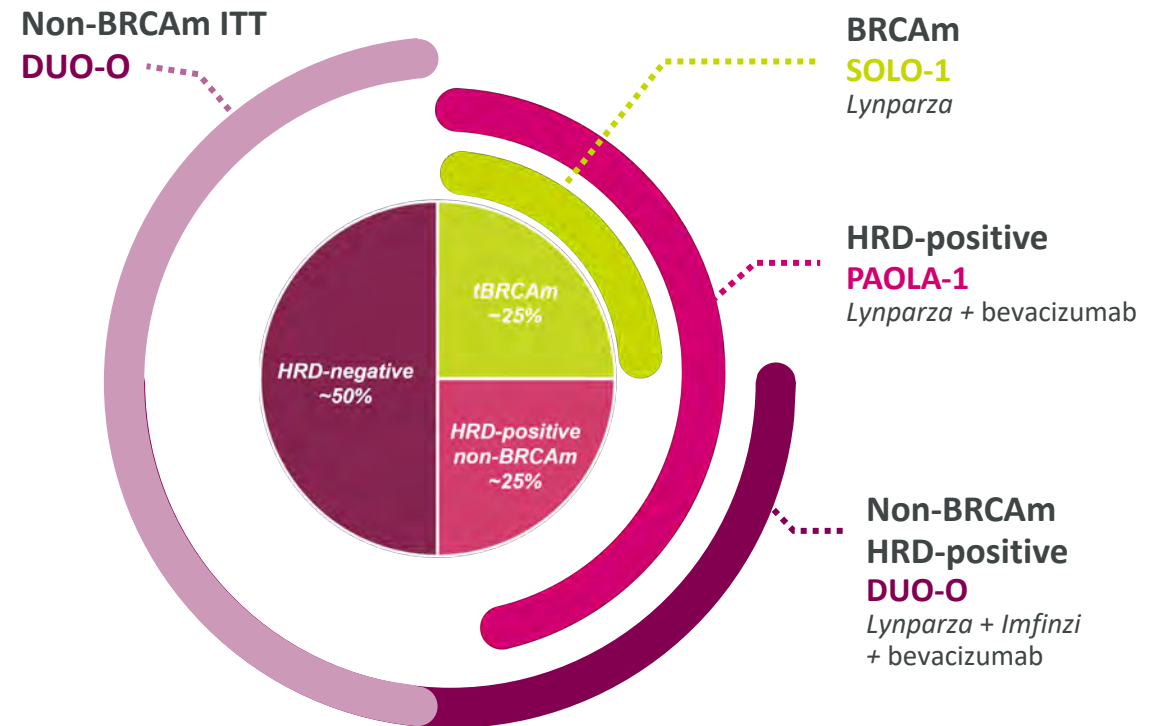 Non-BRCAm ITT
DUO-O
BRCAm
SOLO-1
Lynparza
HRD-positive
PAOLA-1
Lynparza + bevacizumab
Non-BRCAm
HRD-positive
DUO-O
Lynparza + Imfinzi
+ bevacizumab
tBRCAm
~25%
HRD-negative
~50%
HRD-positive
non-BRCAm
~25%